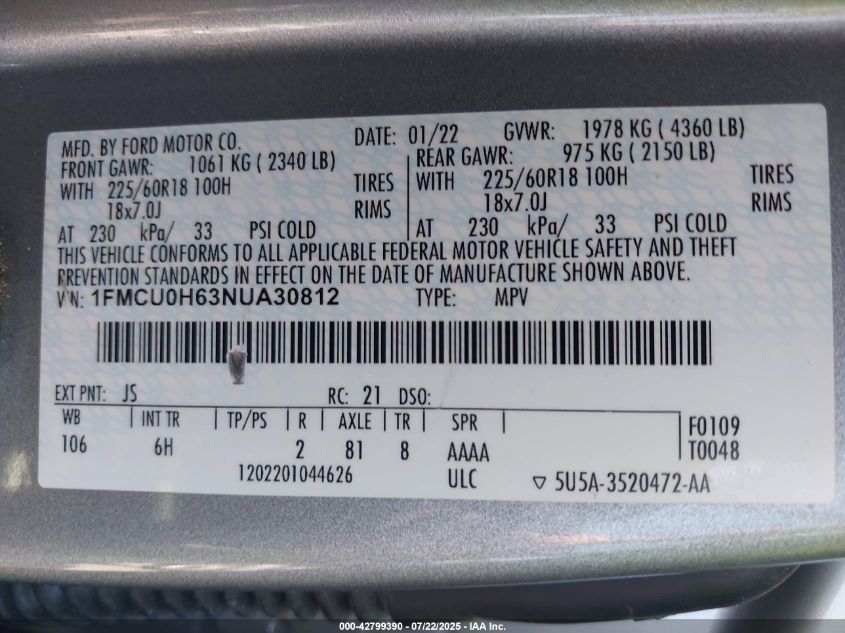 MFD. BY FORD MOTOR CO. DATE: 01/22 GVWR: 1978 KG ( 4360 LB)
FRONT GAWR: 1061 KG ( 2340 LB) REAR GAWR: 975 KG ( 2150 LB)
WITH 225/60R18 100H TIRES WITH 225/60R18 100H TIRES
18x7.0J RIMS 18x7.0J RIMS
AT 230 kPa/ 33 PSI COLD AT 230 kPa/ 33 PSI COLD
THIS VEHICLE CONFORMS TO ALL APPLICABLE FEDERAL MOTOR VEHICLE SAFETY AND THEFT
PREVENTION STANDARDS IN EFFECT ON THE DATE OF MANUFACTURE SHOWN ABOVE.
VIN: 1FMCU0H63NUA30812 TYPE: MPV
EXT PNT: JS RC: 21 DSO:
WB INT TR TP/PS R AXLE TR SPR F0109
106 6H 2 81 8 AAAA T0048
1202201044626 ULC ▽ 5U5A-3520472-AA
000-42799390 - 07/22/2025 - IAA Inc.